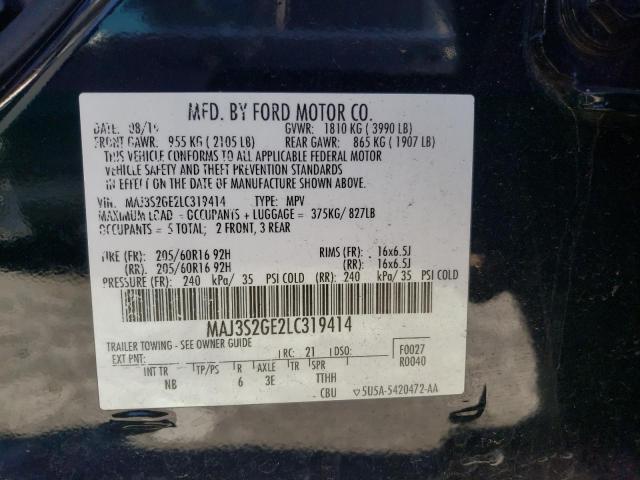 MFD. BY FORD MOTOR CO.
DATE: 08/19 GVWR: 1810 KG ( 3990 LB)
FRONT GAWR: 955 KG ( 2105 LB) REAR GAWR: 865 KG ( 1907 LB)
THIS VEHICLE CONFORMS TO ALL APPLICABLE FEDERAL MOTOR
VEHICLE SAFETY AND THEFT PREVENTION STANDARDS
IN EFFECT ON THE DATE OF MANUFACTURE SHOWN ABOVE.
VIN: MAJ3S2GE2LC319414 TYPE: MPV
MAXIMUM LOAD = OCCUPANTS + LUGGAGE = 375KG/ 827LB
OCCUPANTS = 5 TOTAL; 2 FRONT, 3 REAR
TIRE (FR): 205/60R16 92H RIMS (FR): 16x6.5J
(RR): 205/60R16 92H (RR): 16x6.5J
PRESSURE (FR): 240 kPa/ 35 PSI COLD (RR): 240 kPa/ 35 PSI COLD
MAJ3S2GE2LC319414
TRAILER TOWING - SEE OWNER GUIDE
EXT PNT: RC: 21 DSO: F0027
R0040
INT TR TP/PS R AXLE TR SPR
NB 6 3E TTHH
CBU 5U5A-5420472-AA